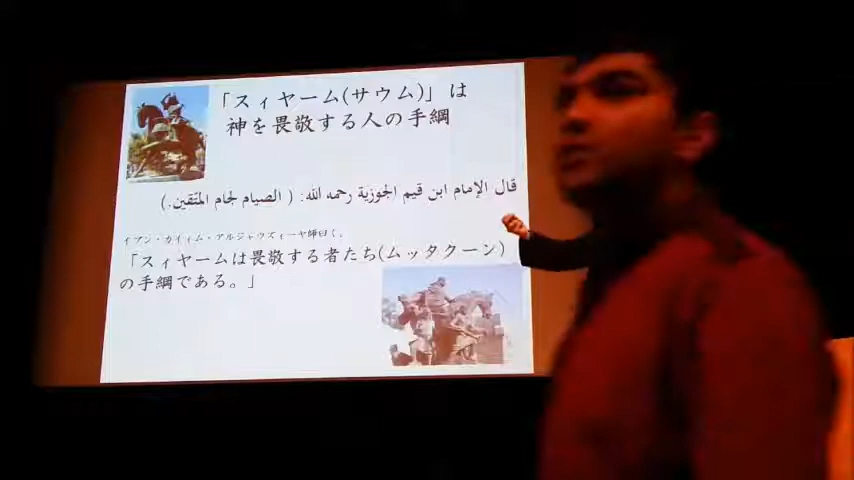 「スィヤーム(サウム)」は
神を畏敬する人の手綱
قال الإمام ابن قيم الجوزية رحمه الله: ( الصيام لجام المتقين.)
イブン・カイイム・アルジャウズィーヤ師曰く、
「スィヤームは畏敬する者たち(ムッタクーン)
の手綱である。」